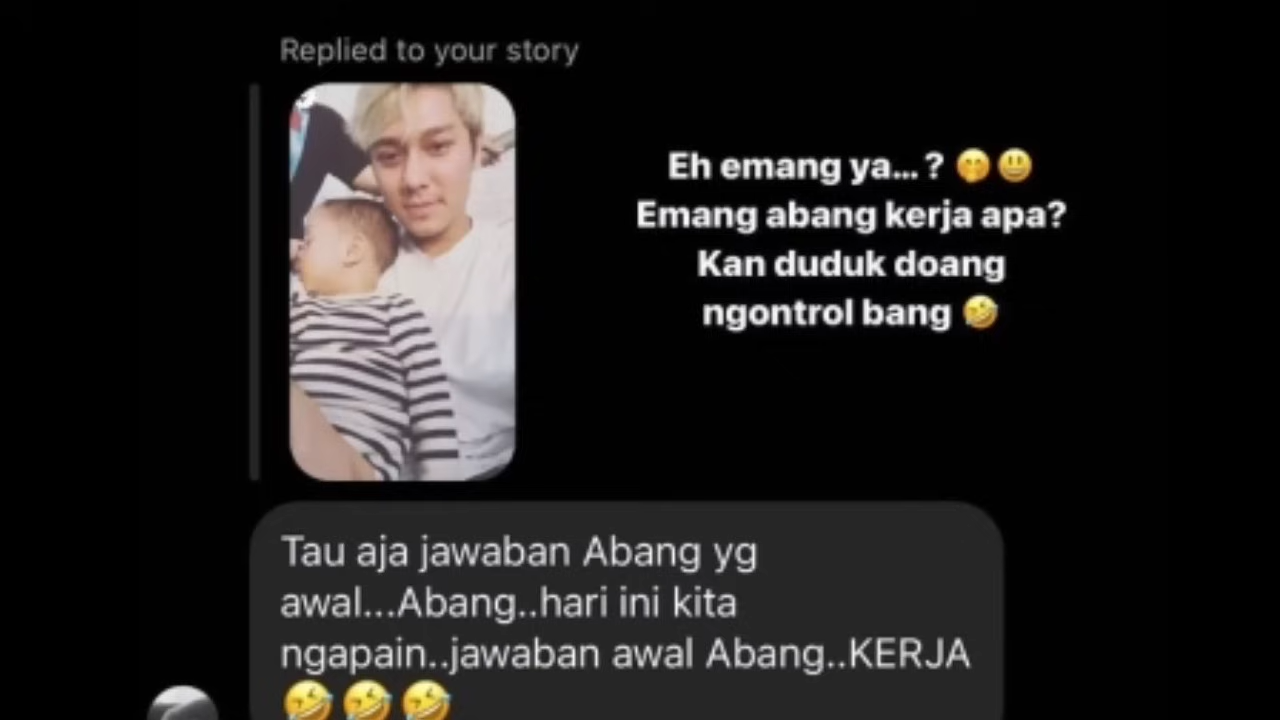 Replied to your story
Eh emang ya...? 🤭😃
Emang abang kerja apa?
Kan duduk doang
ngontrol bang 🤣
Tau aja jawaban Abang yg
awal...Abang..hari ini kita
ngapain..jawaban awal Abang..KERJA
🤣🤣🤣